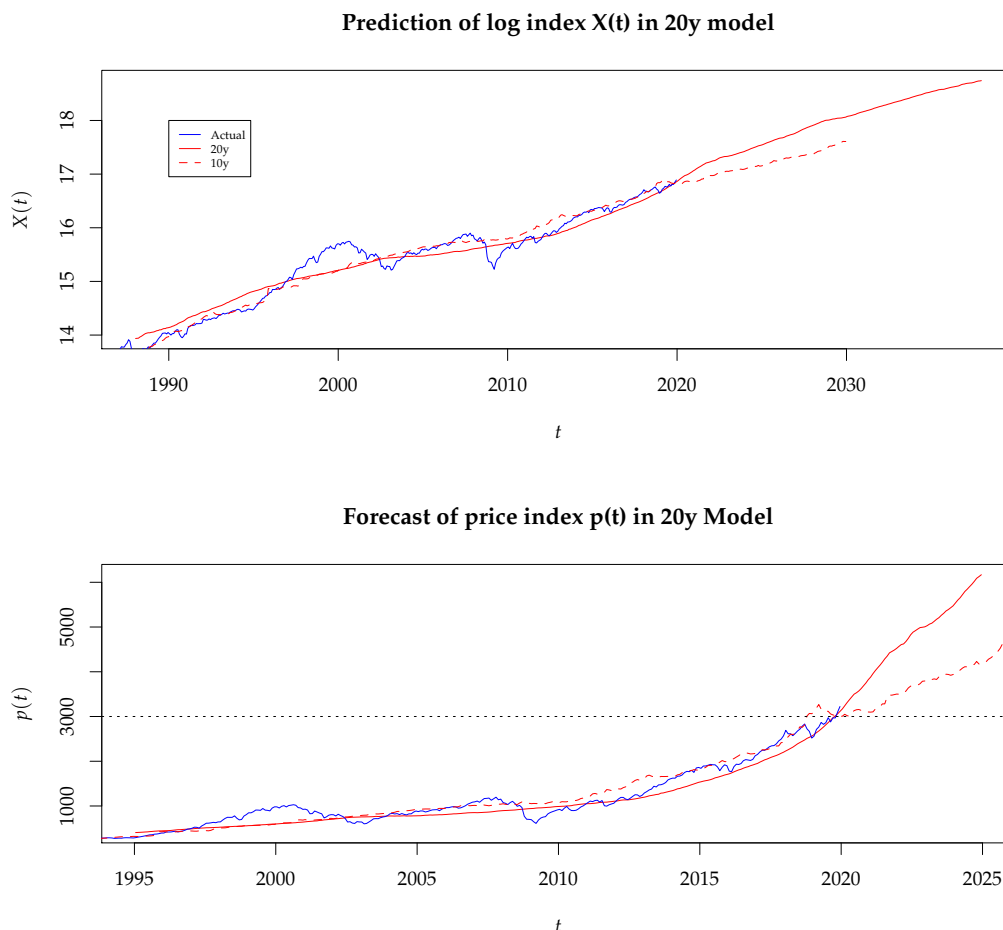 Prediction of log index X(t) in 20y model
X(t)
18
17
16
15
14
Actual
20y
10y
1990 2000 2010 2020 2030
t
Forecast of price index p(t) in 20y Model
p(t)
5000
3000
1000
1995 2000 2005 2010 2015 2020 2025
t